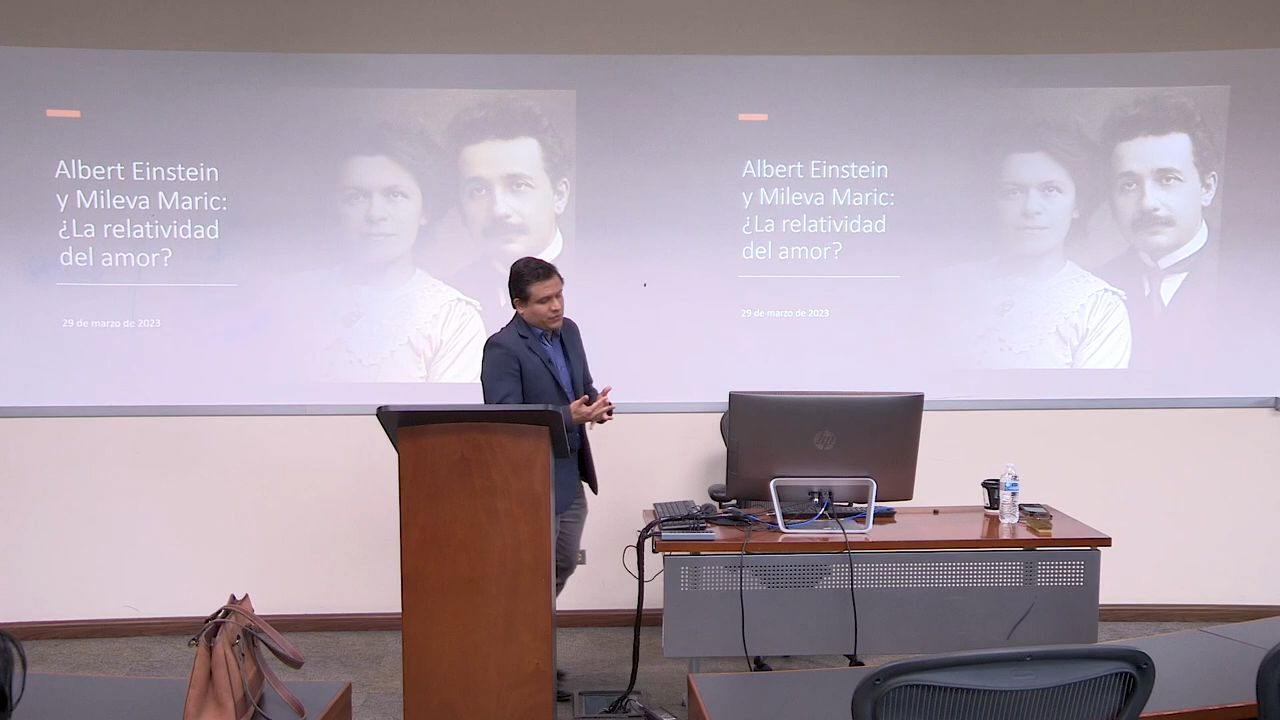 Albert Einstein
y Mileva Maric:
¿La relatividad
del amor?
29 de marzo de 2023
Albert Einstein
y Mileva Maric:
¿La relatividad
del amor?
29 de marzo de 2023
hp